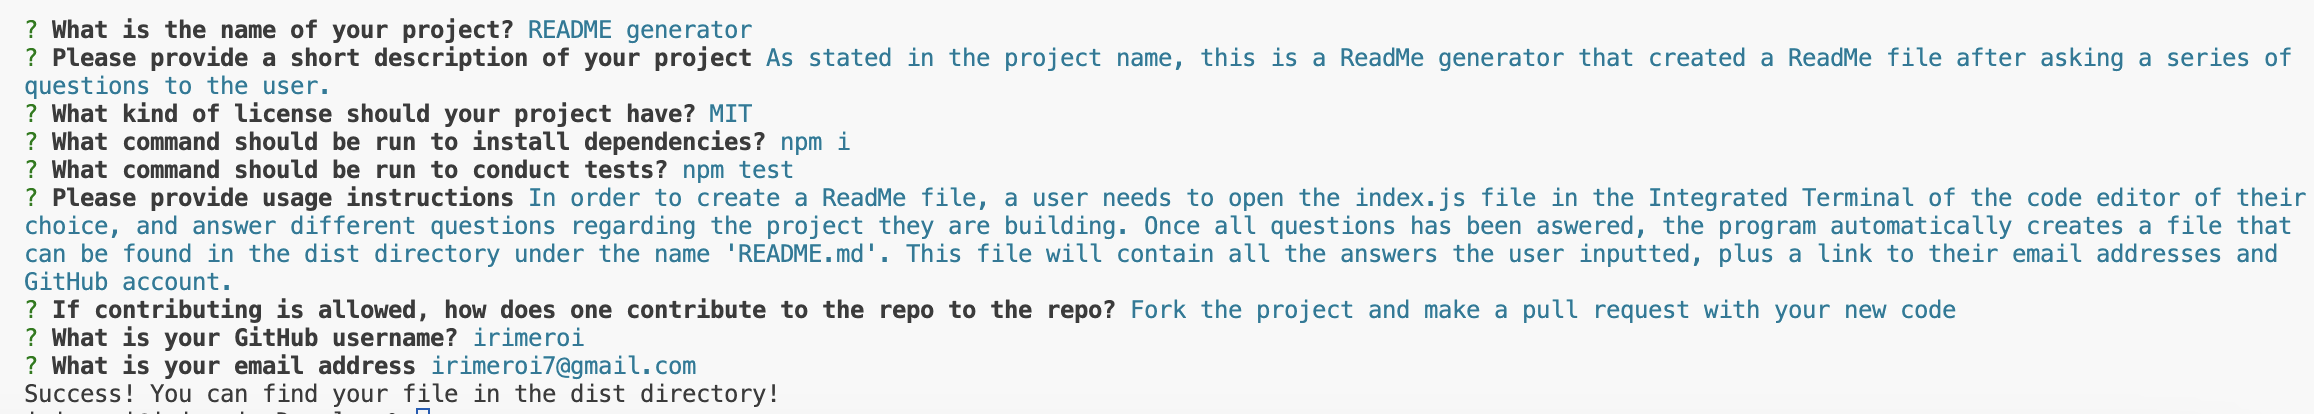 ? What is the name of your project? README generator
? Please provide a short description of your project As stated in the project name, this is a ReadMe generator that created a ReadMe file after asking a series of
questions to the user.
? What kind of license should your project have? MIT
? What command should be run to install dependencies? npm i
? What command should be run to conduct tests? npm test
? Please provide usage instructions In order to create a ReadMe file, a user needs to open the index.js file in the Integrated Terminal of the code editor of their
choice, and answer different questions regarding the project they are building. Once all questions has been aswered, the program automatically creates a file that
can be found in the dist directory under the name 'README.md'. This file will contain all the answers the user inputted, plus a link to their email addresses and
GitHub account.
? If contributing is allowed, how does one contribute to the repo to the repo? Fork the project and make a pull request with your new code
? What is your GitHub username? irimeroi
? What is your email address irimeroi7@gmail.com
Success! You can find your file in the dist directory!